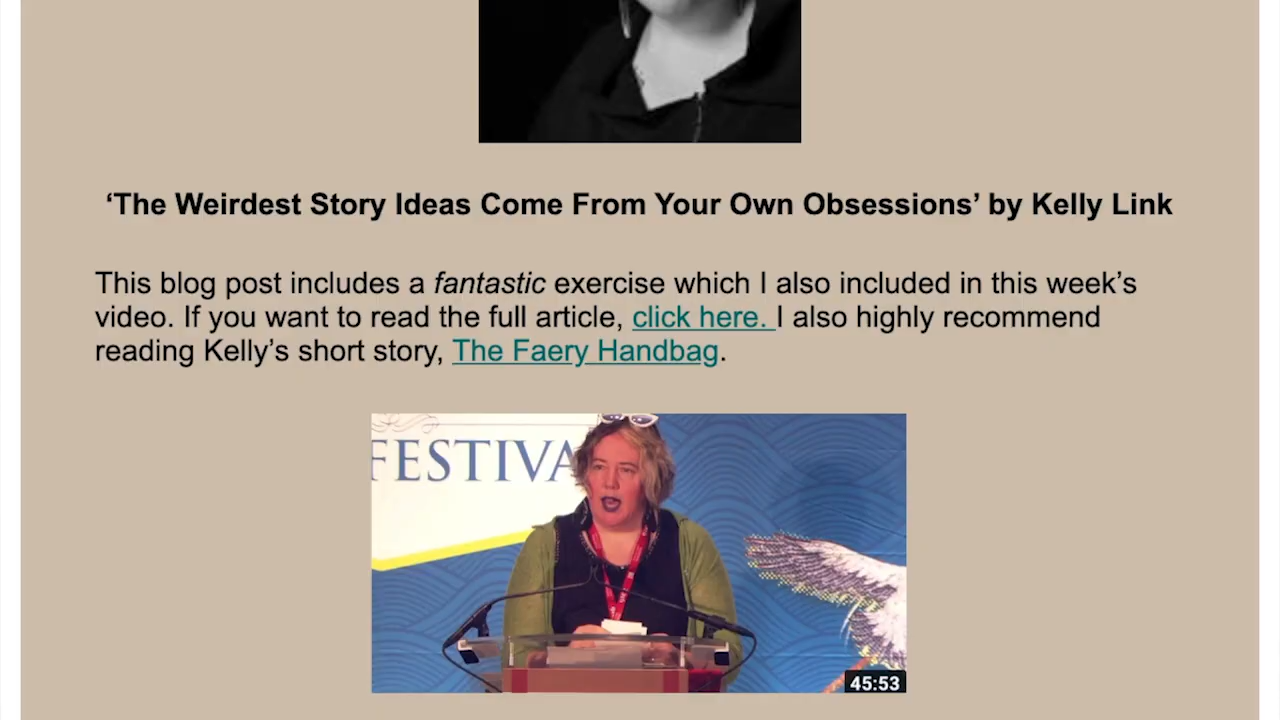 ‘The Weirdest Story Ideas Come From Your Own Obsessions’ by Kelly Link
This blog post includes a fantastic exercise which I also included in this week’s
video. If you want to read the full article, click here. I also highly recommend
reading Kelly’s short story, The Faery Handbag.
FESTIVA
45:53